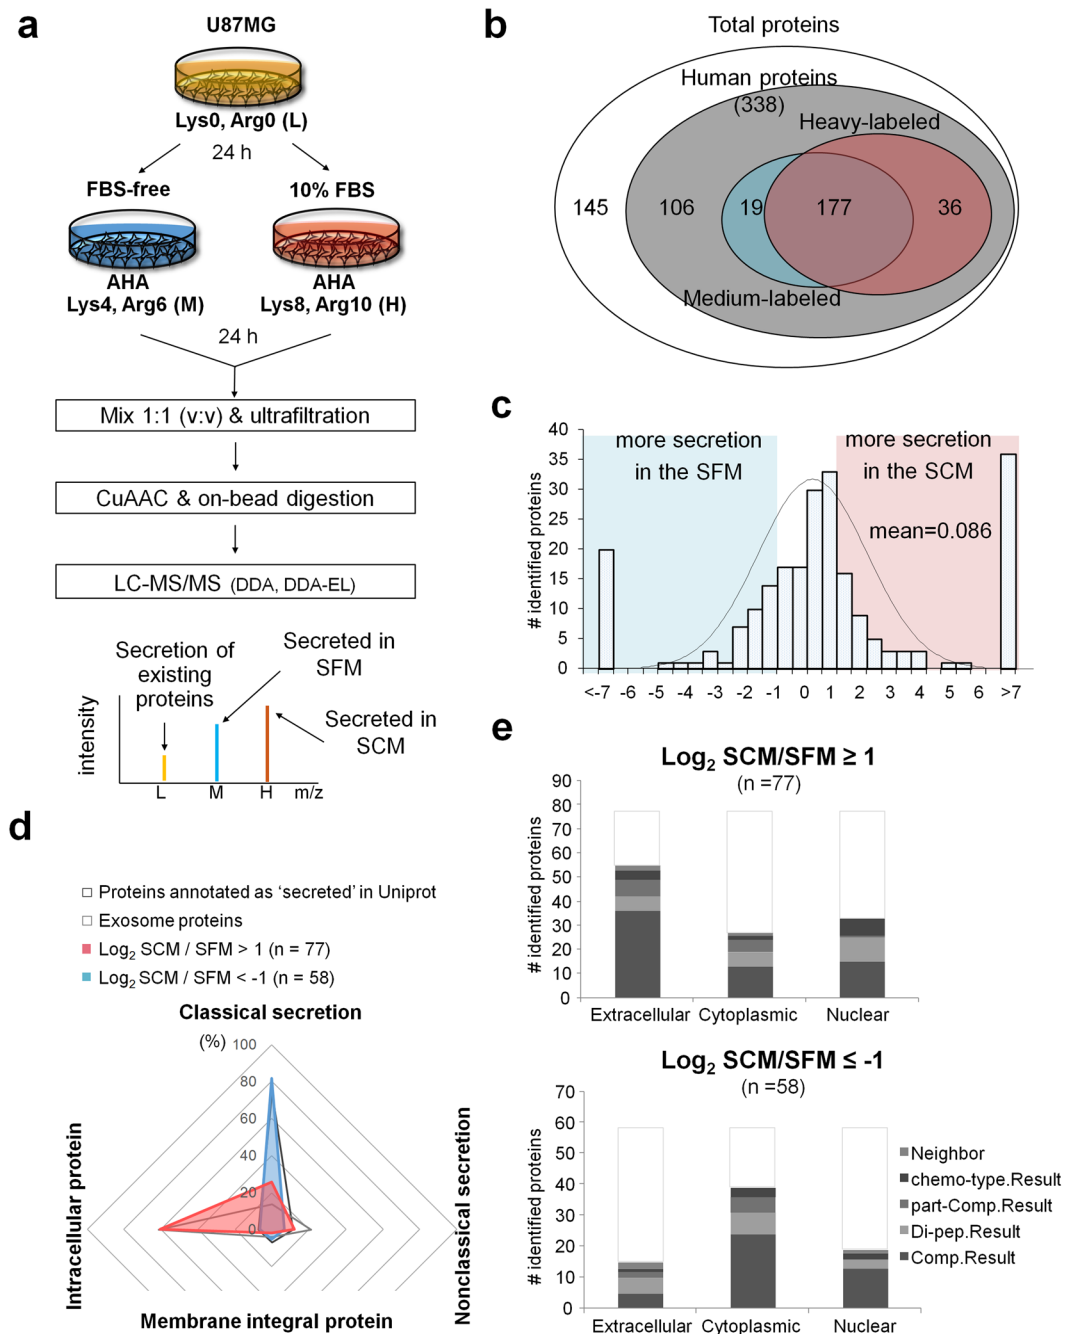 a
U87MG
Lys0, Arg0 (L)
24 h
FBS-free
10% FBS
AHA
Lys4, Arg6 (M)
AHA
Lys8, Arg10 (H)
24 h
Mix 1:1 (v:v) & ultrafiltration
CuAAC & on-bead digestion
LC-MS/MS (DDA, DDA-EL)
Secretion of
existing
proteins
Secreted in
SFM
Secreted in
SCM
intensity
L M H m/z
b
Total proteins
Human proteins
(338)
Heavy-labeled
145 106 19 177 36
Medium-labeled
c
# identified proteins
40
35
30
25
20
15
10
5
0
more secretion
in the SFM
more secretion
in the SCM
mean=0.086
<-7 -6 -5 -4 -3 -2 -1 0 1 2 3 4 5 6 >7
d
Proteins annotated as ‘secreted’ in Uniprot
Exosome proteins
Log2 SCM / SFM > 1 (n = 77)
Log2 SCM / SFM < -1 (n = 58)
Classical secretion
(%)
100
80
60
40
20
0
Intracellular protein
Nonclassical secretion
Membrane integral protein
e
Log2 SCM/SFM ≥ 1
(n =77)
# identified proteins
90
80
70
60
50
40
30
20
10
0
Extracellular Cytoplasmic Nuclear
Log2 SCM/SFM ≤ -1
(n =58)
# identified proteins
70
60
50
40
30
20
10
0
Extracellular Cytoplasmic Nuclear
Neighbor
chemo-type.Result
part-Comp.Result
Di-pep.Result
Comp.Result